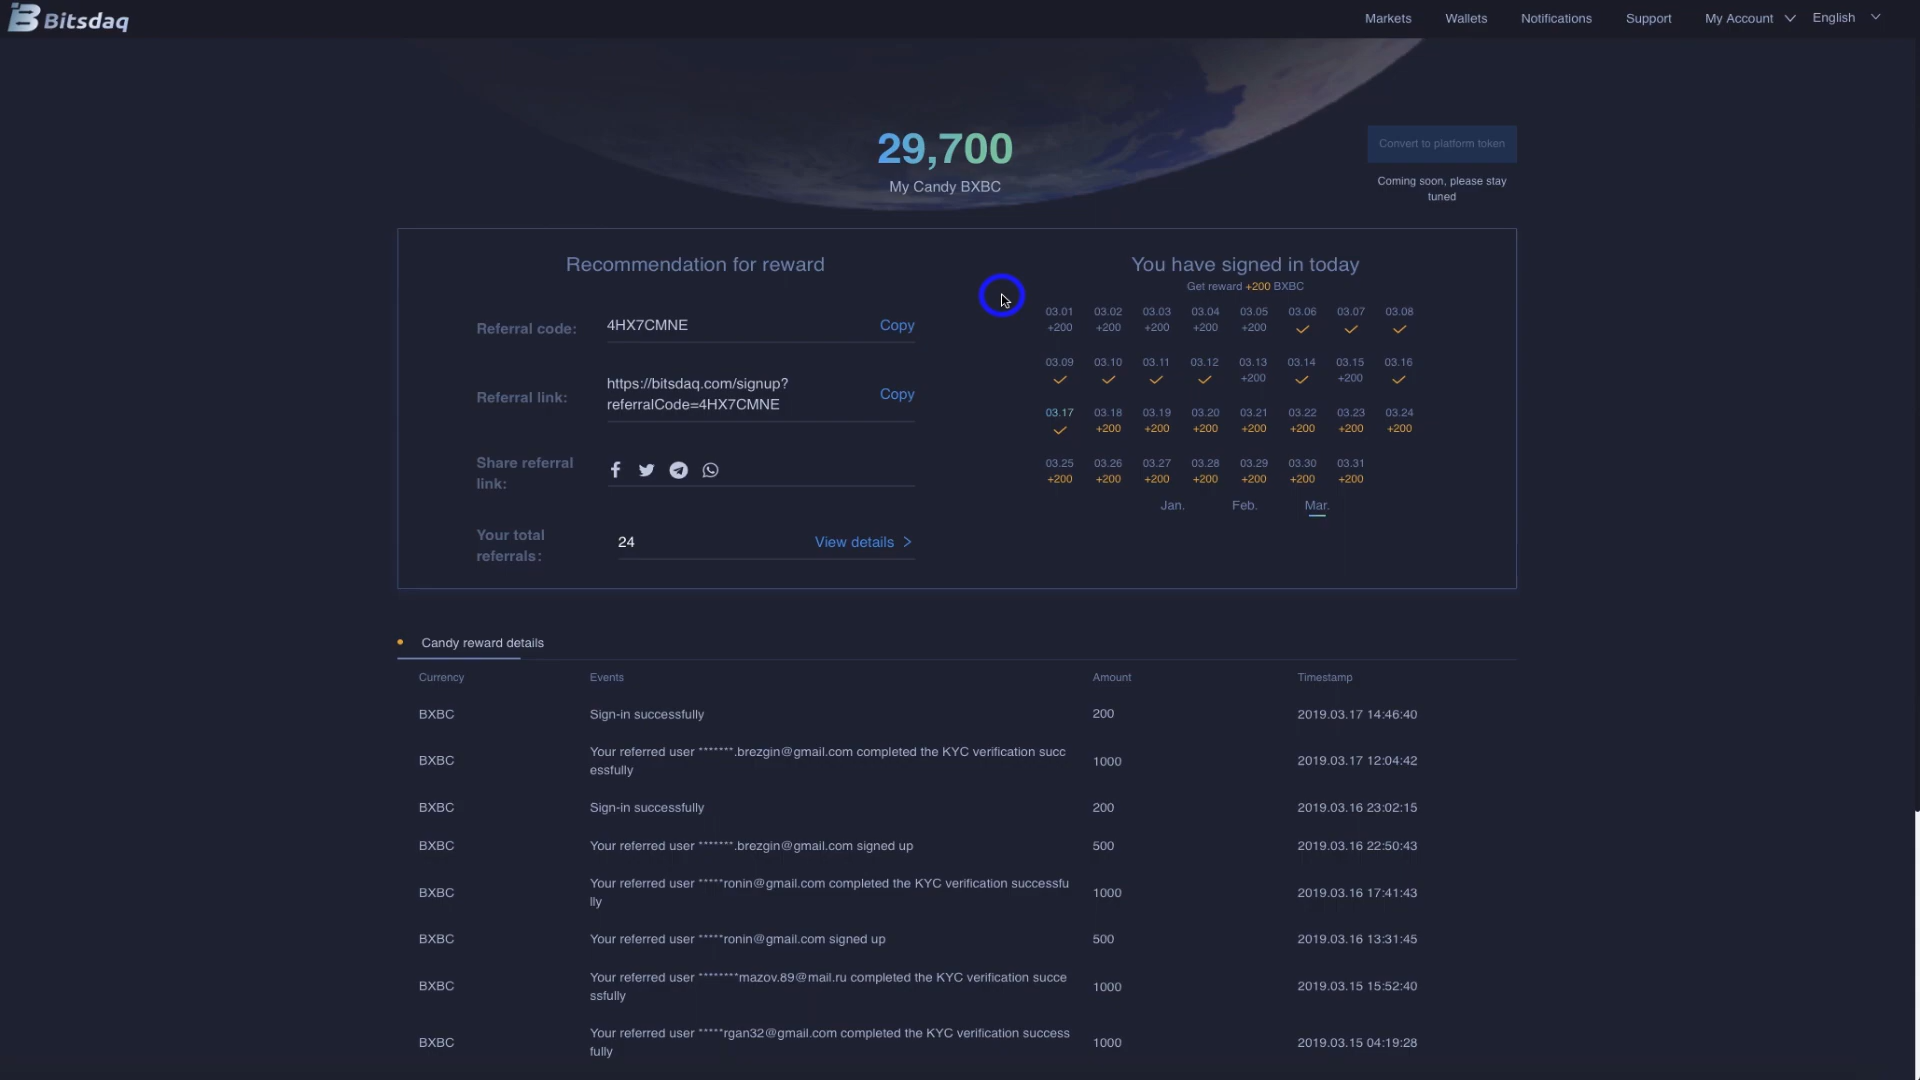 Bitsdaq
Markets Wallets Notifications Support My Account English
29,700
My Candy BXBC
Convert to platform token
Coming soon, please stay
tuned
Recommendation for reward
Referral code: 4HX7CMNE Copy
Referral link: https://bitsdaq.com/signup?
referralCode=4HX7CMNE Copy
Share referral
link:
Your total
referrals: 24 View details >
You have signed in today
Get reward +200 BXBC
03.01 03.02 03.03 03.04 03.05 03.06 03.07 03.08
+200 +200 +200 +200 +200
03.09 03.10 03.11 03.12 03.13 03.14 03.15 03.16
+200 +200
03.17 03.18 03.19 03.20 03.21 03.22 03.23 03.24
+200 +200 +200 +200 +200 +200 +200
03.25 03.26 03.27 03.28 03.29 03.30 03.31
+200 +200 +200 +200 +200 +200 +200
Jan. Feb. Mar.
Candy reward details
Currency Events Amount Timestamp
BXBC Sign-in successfully 200 2019.03.17 14:46:40
BXBC Your referred user *******.brezgin@gmail.com completed the KYC verification succ
essfully 1000 2019.03.17 12:04:42
BXBC Sign-in successfully 200 2019.03.16 23:02:15
BXBC Your referred user *******.brezgin@gmail.com signed up 500 2019.03.16 22:50:43
BXBC Your referred user *****ronin@gmail.com completed the KYC verification successfu
lly 1000 2019.03.16 17:41:43
BXBC Your referred user *****ronin@gmail.com signed up 500 2019.03.16 13:31:45
BXBC Your referred user ********mazov.89@mail.ru completed the KYC verification succe
ssfully 1000 2019.03.15 15:52:40
BXBC Your referred user *****rgan32@gmail.com completed the KYC verification success
fully 1000 2019.03.15 04:19:28